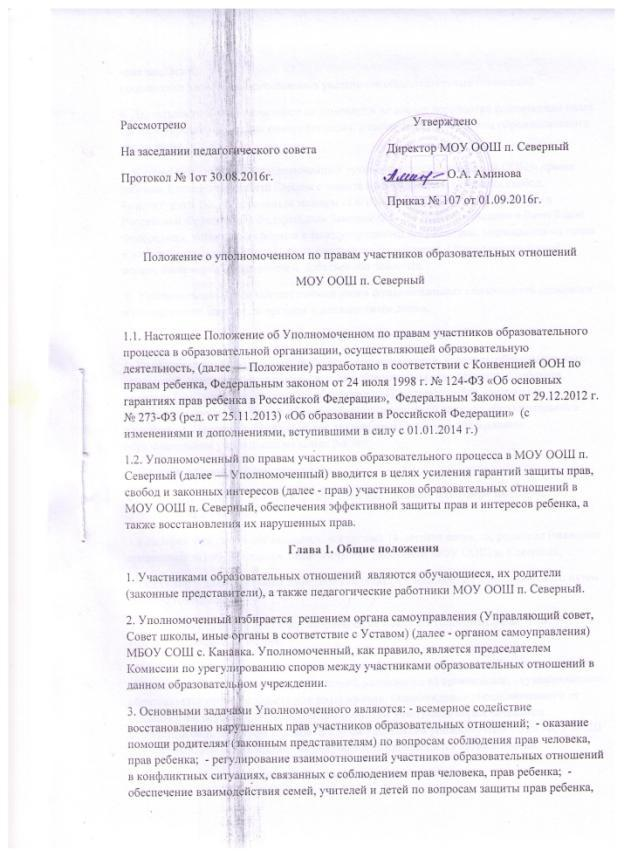 Рассмотрено Утверждено
На заседании педагогического совета Директор МОУ ООШ п. Северный
Протокол № 1от 30.08.2016г. О.А. Аминова
Приказ № 107 от 01.09.2016г.
Положение о уполномоченном по правам участников образовательных отношений
МОУ ООШ п. Северный
1.1. Настоящее Положение об Уполномоченном по правам участников образовательного
процесса в образовательной организации, осуществляющей образовательную
деятельность, (далее — Положение) разработано в соответствии с Конвенцией ООН по
правам ребенка, Федеральным законом от 24 июля 1998 г. № 124-ФЗ «Об основных
гарантиях прав ребенка в Российской Федерации», Федеральным Законом от 29.12.2012 г.
№ 273-ФЗ (ред. от 25.11.2013) «Об образовании в Российской Федерации» (с
изменениями и дополнениями, вступившими в силу с 01.01.2014 г.)
1.2. Уполномоченный по правам участников образовательного процесса в МОУ ООШ п.
Северный (далее — Уполномоченный) вводится в целях усиления гарантий защиты прав,
свобод и законных интересов (далее - прав) участников образовательных отношений в
МОУ ООШ п. Северный, обеспечения эффективной защиты прав и интересов ребенка, а
также восстановления их нарушенных прав.
Глава 1. Общие положения
1. Участниками образовательных отношений являются обучающиеся, их родители
(законные представители), а также педагогические работники МОУ ООШ п. Северный.
2. Уполномоченный избирается решением органа самоуправления (Управляющий совет,
Совет школы, иные органы в соответствие с Уставом) (далее - органом самоуправления)
МБОУ СОШ с. Канавка. Уполномоченный, как правило, является председателем
Комиссии по урегулированию споров между участниками образовательных отношений в
данном образовательном учреждении.
3. Основными задачами Уполномоченного являются: - всемерное содействие
восстановлению нарушенных прав участников образовательных отношений; - оказание
помощи родителям (законным представителям) по вопросам соблюдения прав человека,
прав ребенка; - регулирование взаимоотношений участников образовательных отношений
в конфликтных ситуациях, связанных с соблюдением прав человека, прав ребенка; -
обеспечение взаимодействия семей, учителей и детей по вопросам защиты прав ребенка,